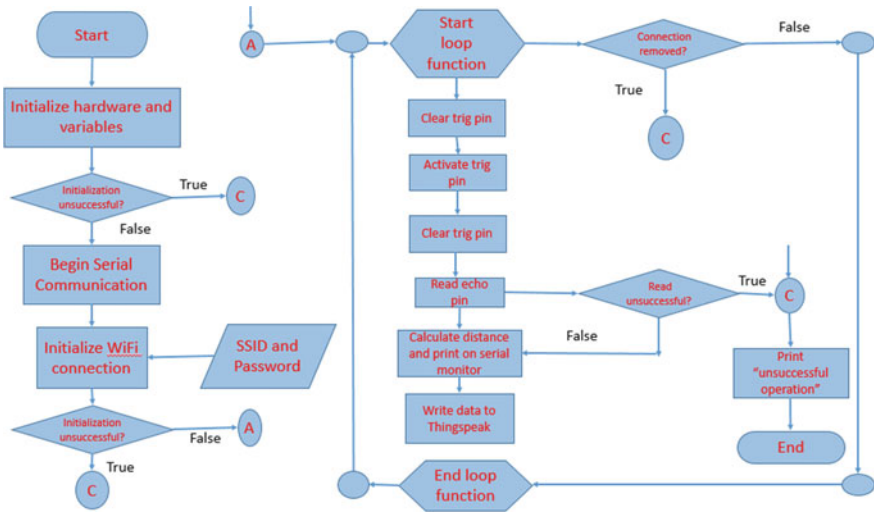 Start
Initialize hardware and
variables
Initialization
unsuccessful?
True
C
False
Begin Serial
Communication
Initialize WiFi
connection
SSID and
Password
Initialization
unsuccessful?
False
A
True
C
A
Start
loop
function
Connection
removed?
False
True
C
Clear trig pin
Activate trig
pin
Clear trig
pin
Read echo
pin
Read
unsuccessful?
True
C
False
Calculate distance
and print on serial
monitor
Print
“unsuccessful
operation”
Write data to
Thingspeak
End
End loop
function